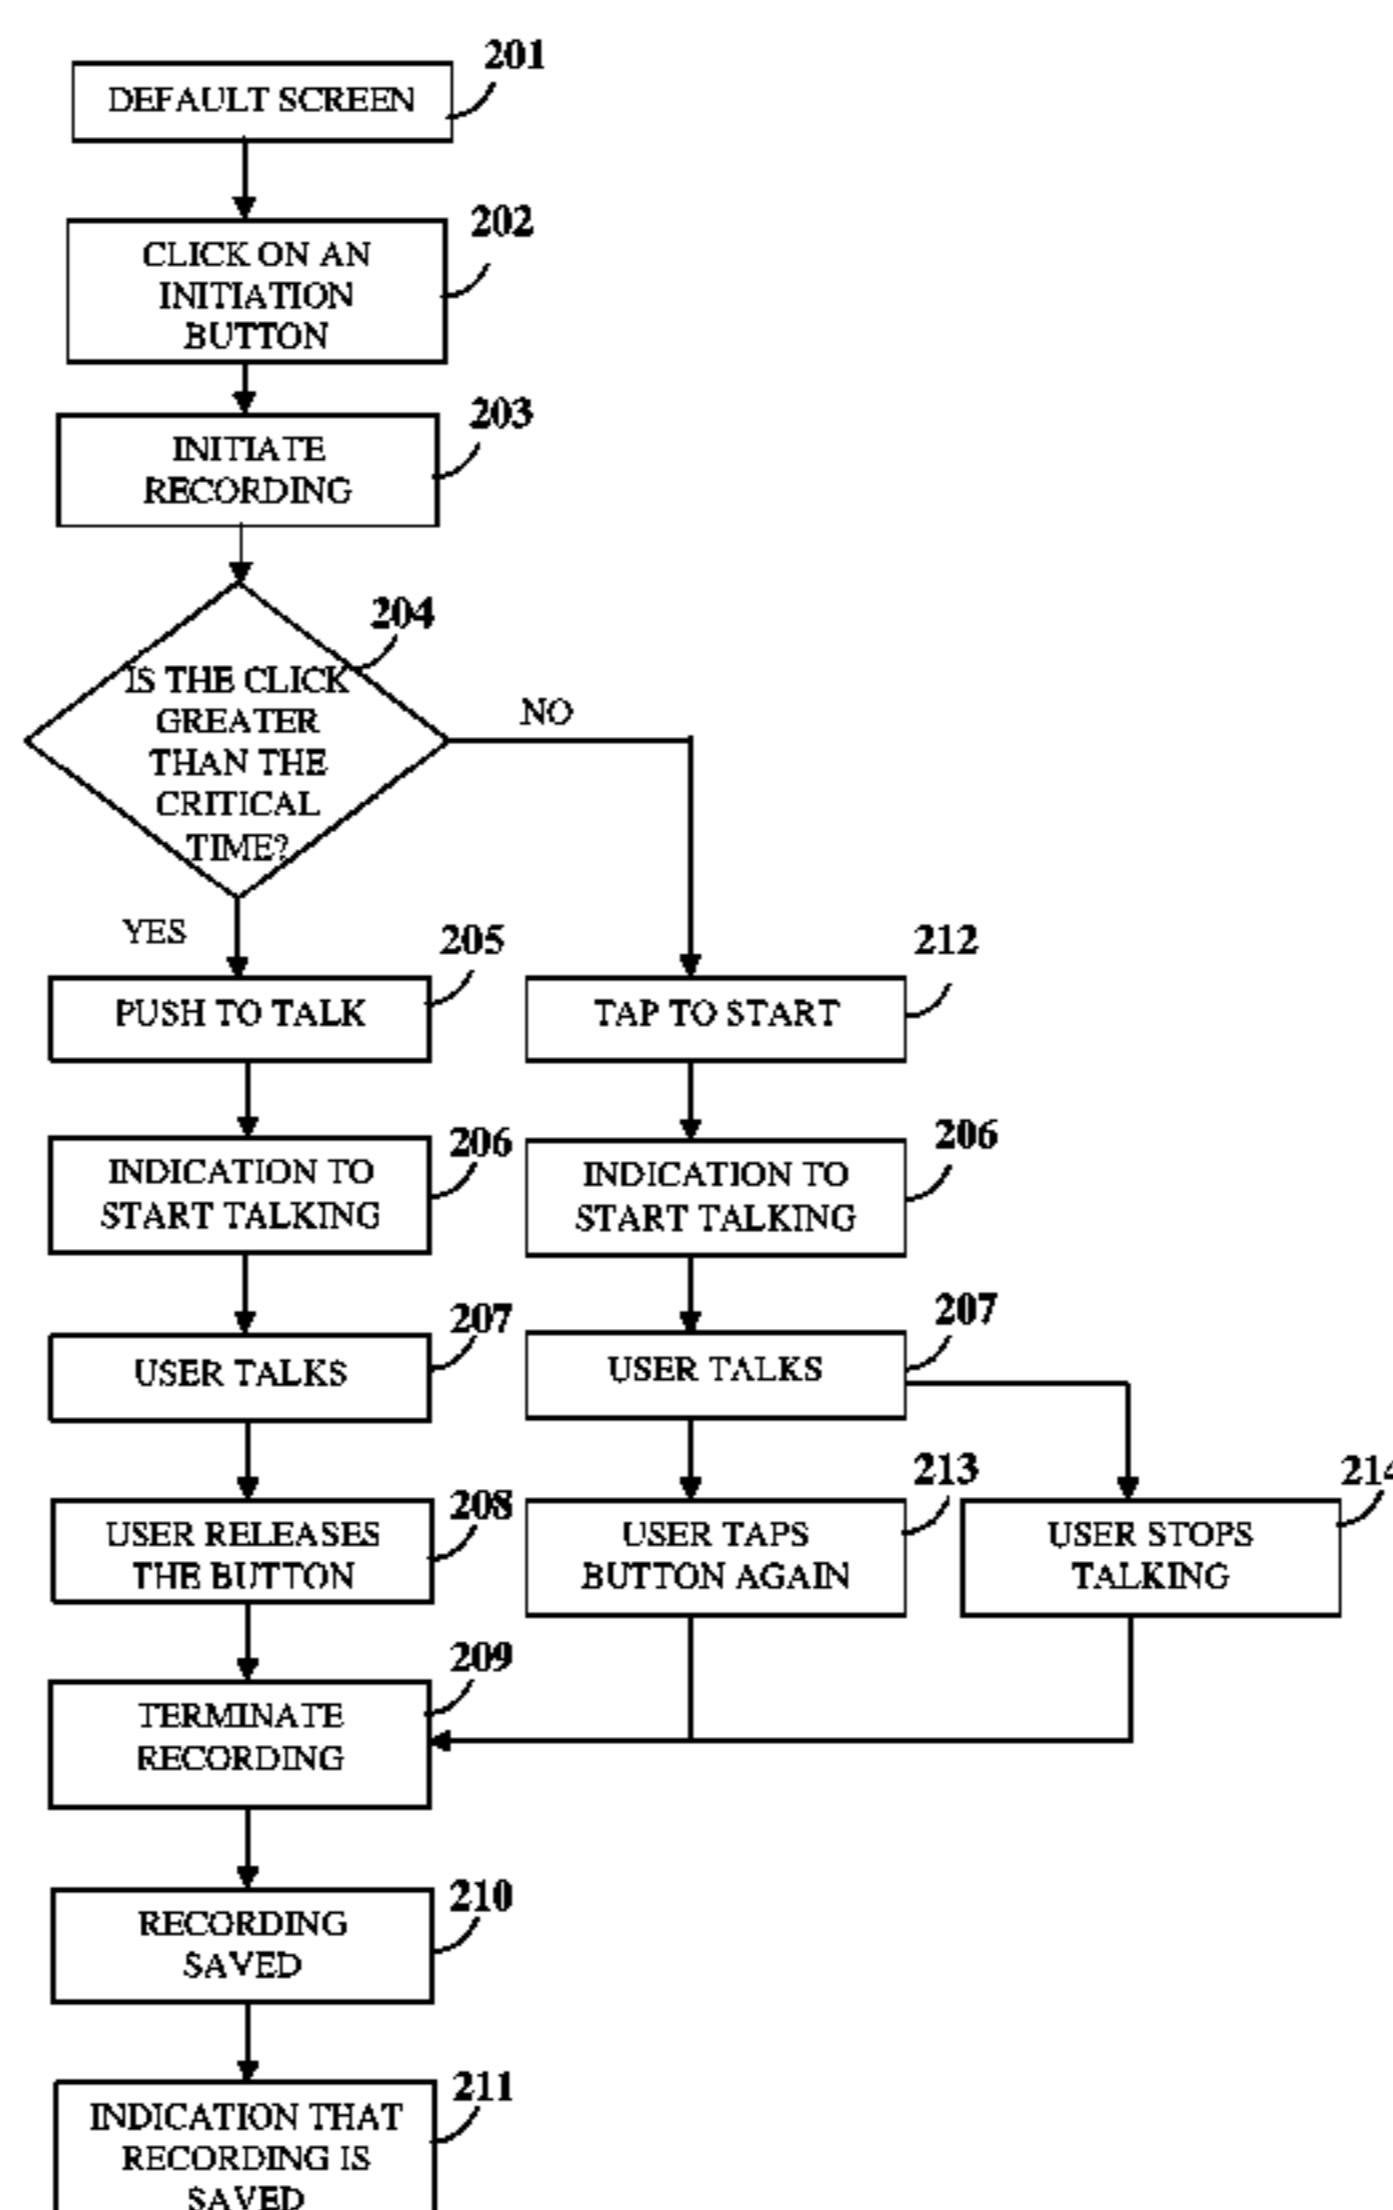 201
DEFAULT SCREEN
202
CLICK ON AN
INITIATION
BUTTON
203
INITIATE
RECORDING
204
IS THE CLICK
GREATER
THAN THE
CRITICAL
TIME?
NO
YES
205
PUSH TO TALK
212
TAP TO START
206
INDICATION TO
START TALKING
206
INDICATION TO
START TALKING
207
USER TALKS
207
USER TALKS
208
USER RELEASES
THE BUTTON
213
USER TAPS
BUTTON AGAIN
214
USER STOPS
TALKING
209
TERMINATE
RECORDING
210
RECORDING
SAVED
211
INDICATION THAT
RECORDING IS
SAVED